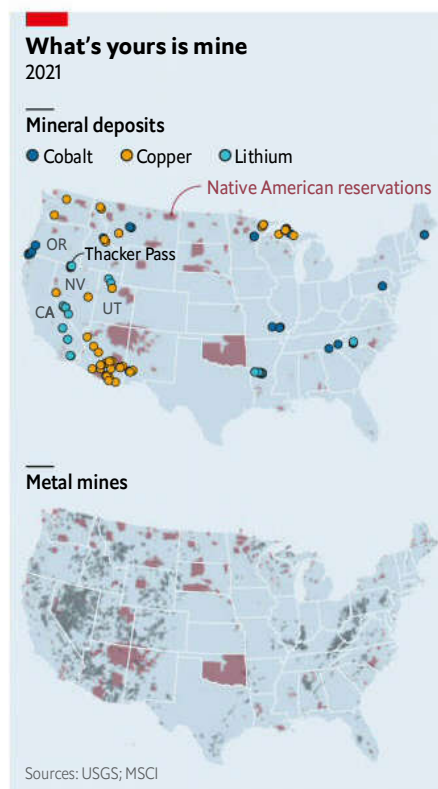 What's yours is mine
2021
Mineral deposits
Cobalt Copper Lithium
Native American reservations
OR
Thacker Pass
NV
CA
UT
Metal mines
Sources: USGS; MSCI